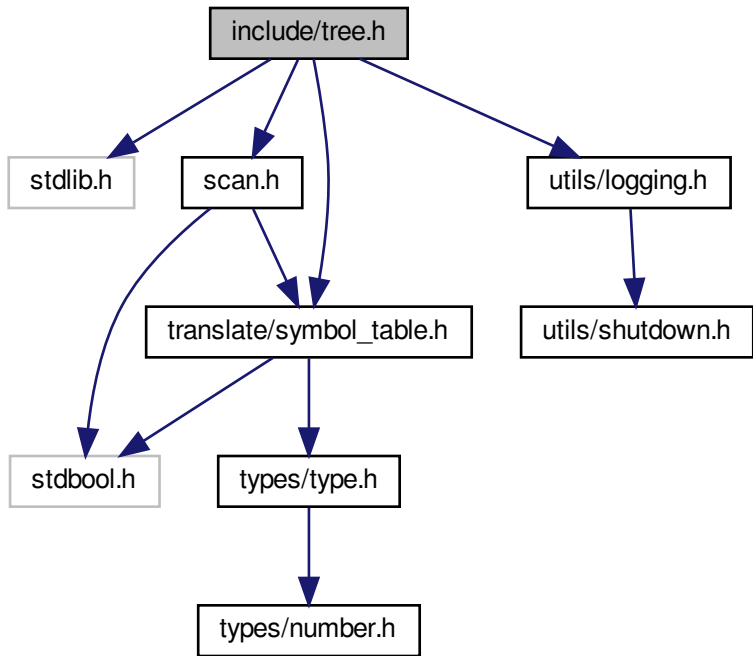 include/tree.h
stdlib.h
scan.h
utils/logging.h
translate/symbol_table.h
utils/shutdown.h
stdbool.h
types/type.h
types/number.h